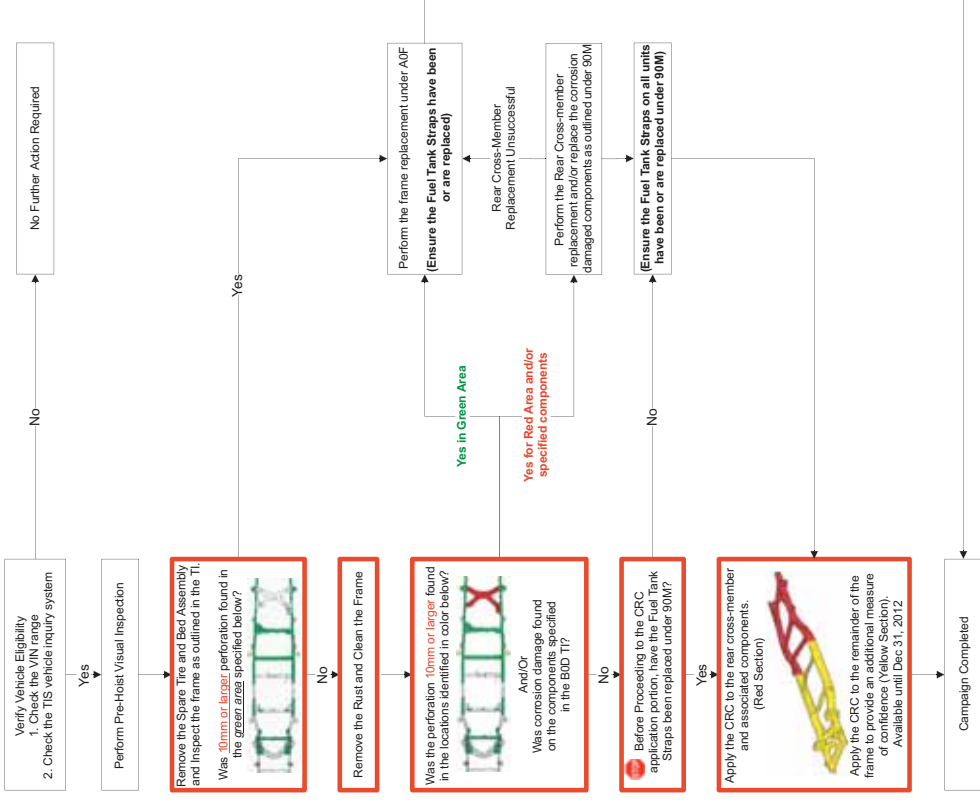 Verify Vehicle Eligibility
1. Check the VIN range
2. Check the TIS vehicle inquiry system
No
No Further Action Required
Yes
Perform Pre-Hoist Visual Inspection
Remove the Spare Tire and Bed Assembly
and Inspect the frame as outlined in the TI.
Was 10mm or larger perforation found in
the green area specified below?
Yes
No
Remove the Rust and Clean the Frame
Was the perforation 10mm or larger found
in the locations identified in color below?
And/Or
Was corrosion damage found
on the components specified
in the B0D TI?
Yes in Green Area
Yes for Red Area and/or
specified components
Perform the frame replacement under A0F
(Ensure the Fuel Tank Straps have been
or are replaced)
Rear Cross-Member
Replacement Unsuccessful
Perform the Rear Cross-member
replacement and/or replace the corrosion
damaged components as outlined under 90M
No
STOP
Before Proceeding to the CRC
application portion, have the Fuel Tank
Straps been replaced under 90M?
No
(Ensure the Fuel Tank Straps on all units
have been or are replaced under 90M)
Yes
Apply the CRC to the rear cross-member
and associated components.
(Red Section)
Apply the CRC to the remainder of the
frame to provide an additional measure
of confidence (Yellow Section).
Available until Dec 31, 2012
Campaign Completed